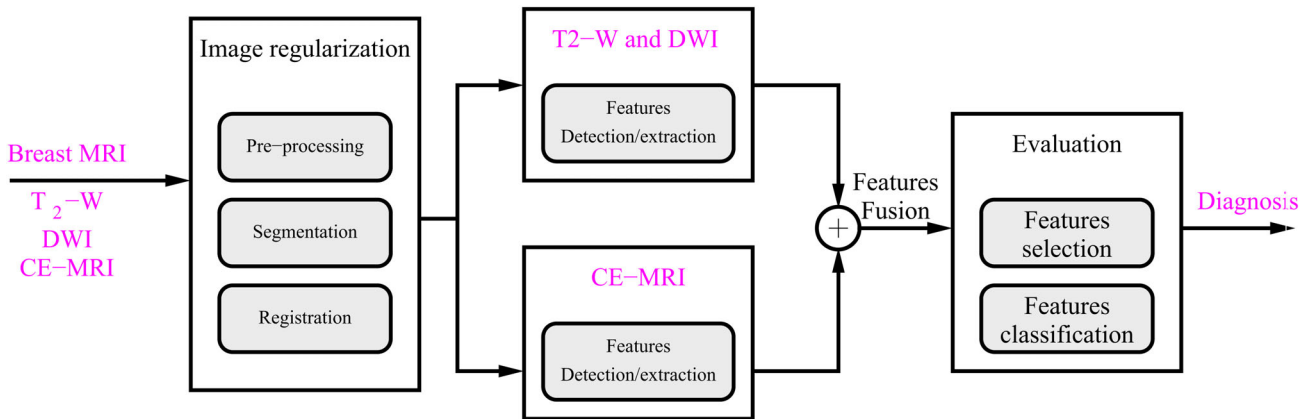 Breast MRI
T2-W
DWI
CE-MRI
Image regularization
Pre-processing
Segmentation
Registration
T2-W and DWI
Features
Detection/extraction
CE-MRI
Features
Detection/extraction
+
Features
Fusion
Evaluation
Features
selection
Features
classification
Diagnosis